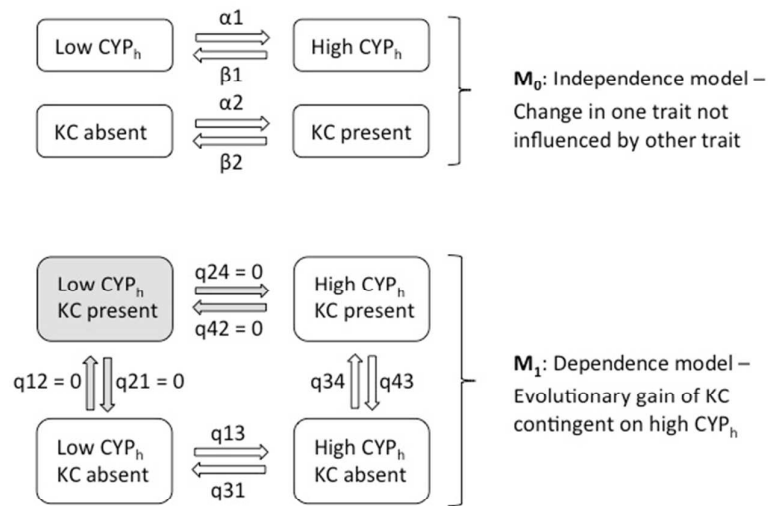 α1
Low CYPh
High CYPh
β1
α2
KC absent
KC present
β2
M0: Independence model –
Change in one trait not
influenced by other trait
Low CYPh
KC present
q24 = 0
q42 = 0
High CYPh
KC present
q12 = 0
q21 = 0
q34
q43
Low CYPh
KC absent
q13
q31
High CYPh
KC absent
M1: Dependence model –
Evolutionary gain of KC
contingent on high CYPh